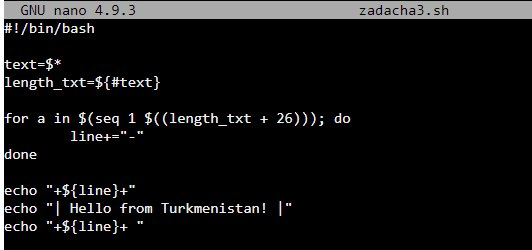 GNU nano 4.9.3 zadacha3.sh
#!/bin/bash
text=$*
length_txt=${#text}
for a in $(seq 1 $((length_txt + 26))); do
line+="-"
done
echo "+${line}+"
echo "| Hello from Turkmenistan! |"
echo "+${line}+ "